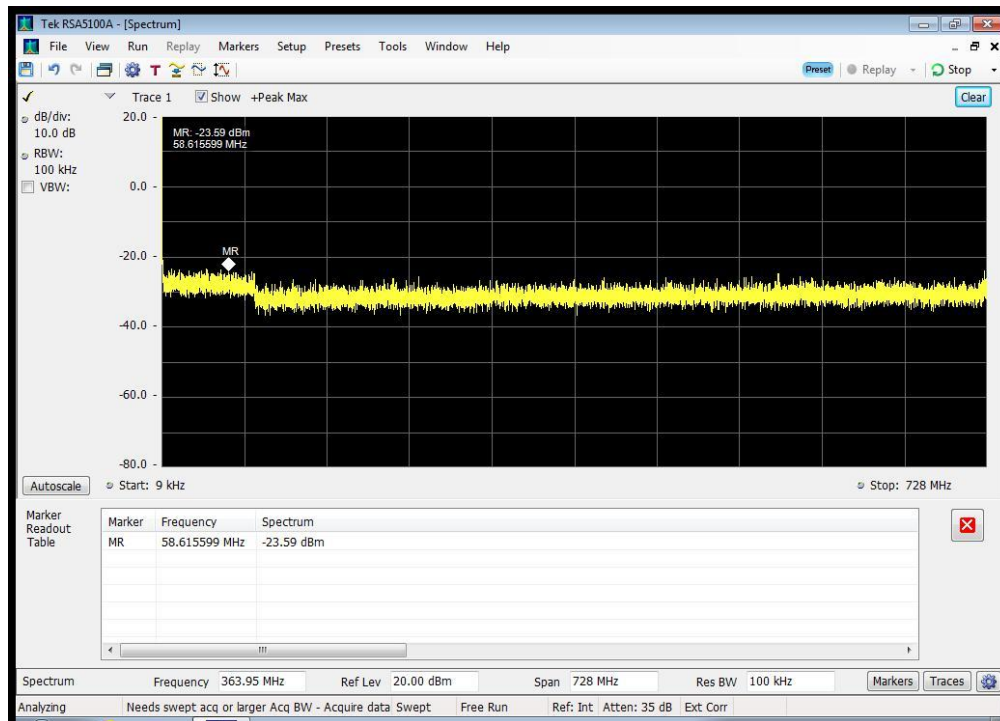 Tek RSA5100A - [Spectrum]
File View Run Replay Markers Setup Presets Tools Window Help
T Preset Replay Stop
Trace 1 Show +Peak Max Clear
dB/div:
10.0 dB
RBW:
100 kHz
VBW:
20.0 -
0.0 -
-20.0 -
-40.0 -
-60.0 -
-80.0 -
MR: -23.59 dBm
58.615599 MHz
MR
Autoscale Start: 9 kHz Stop: 728 MHz
Marker
Readout
Table
Marker Frequency Spectrum
MR 58.615599 MHz -23.59 dBm
Spectrum Frequency 363.95 MHz Ref Lev 20.00 dBm Span 728 MHz Res BW 100 kHz Markers Traces
Analyzing Needs swept acq or larger Acq BW - Acquire data Swept Free Run Ref: Int Atten: 35 dB Ext Corr